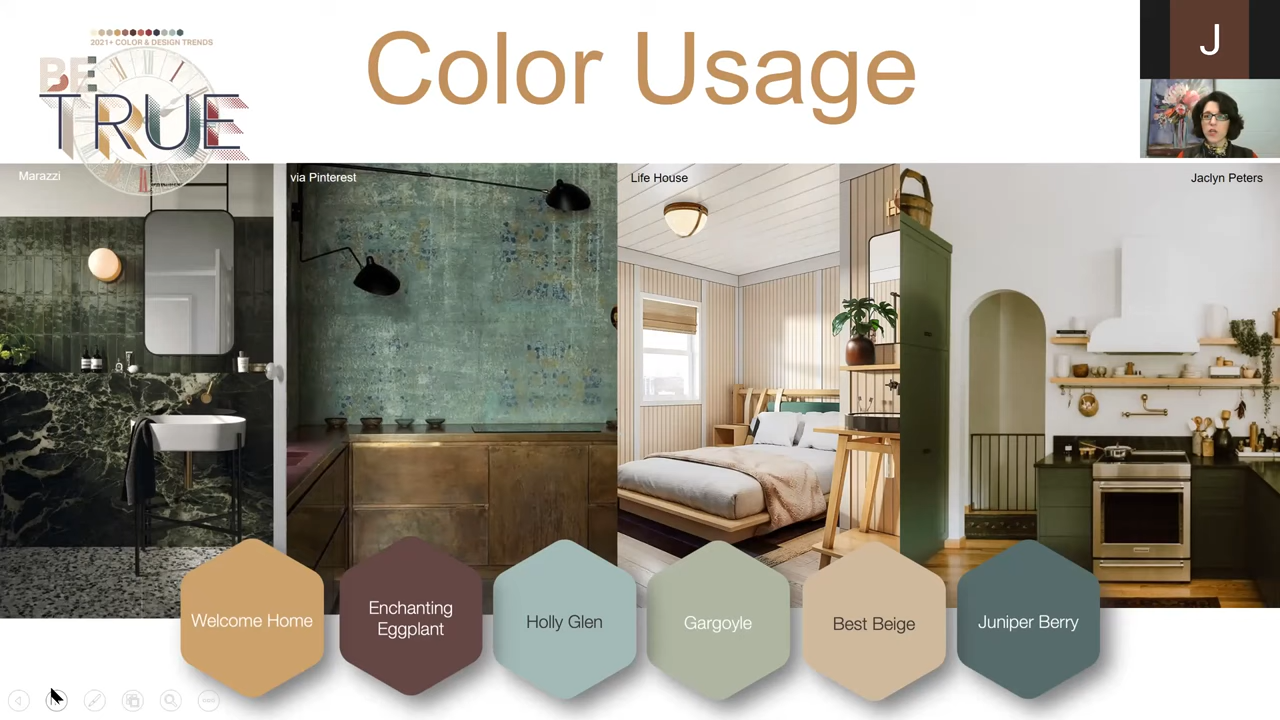 2021+ COLOR & DESIGN TRENDS
BE
TRUE
Color Usage
J
Marazzi
via Pinterest
Life House
Jaclyn Peters
Welcome Home
Enchanting
Eggplant
Holly Glen
Gargoyle
Best Beige
Juniper Berry